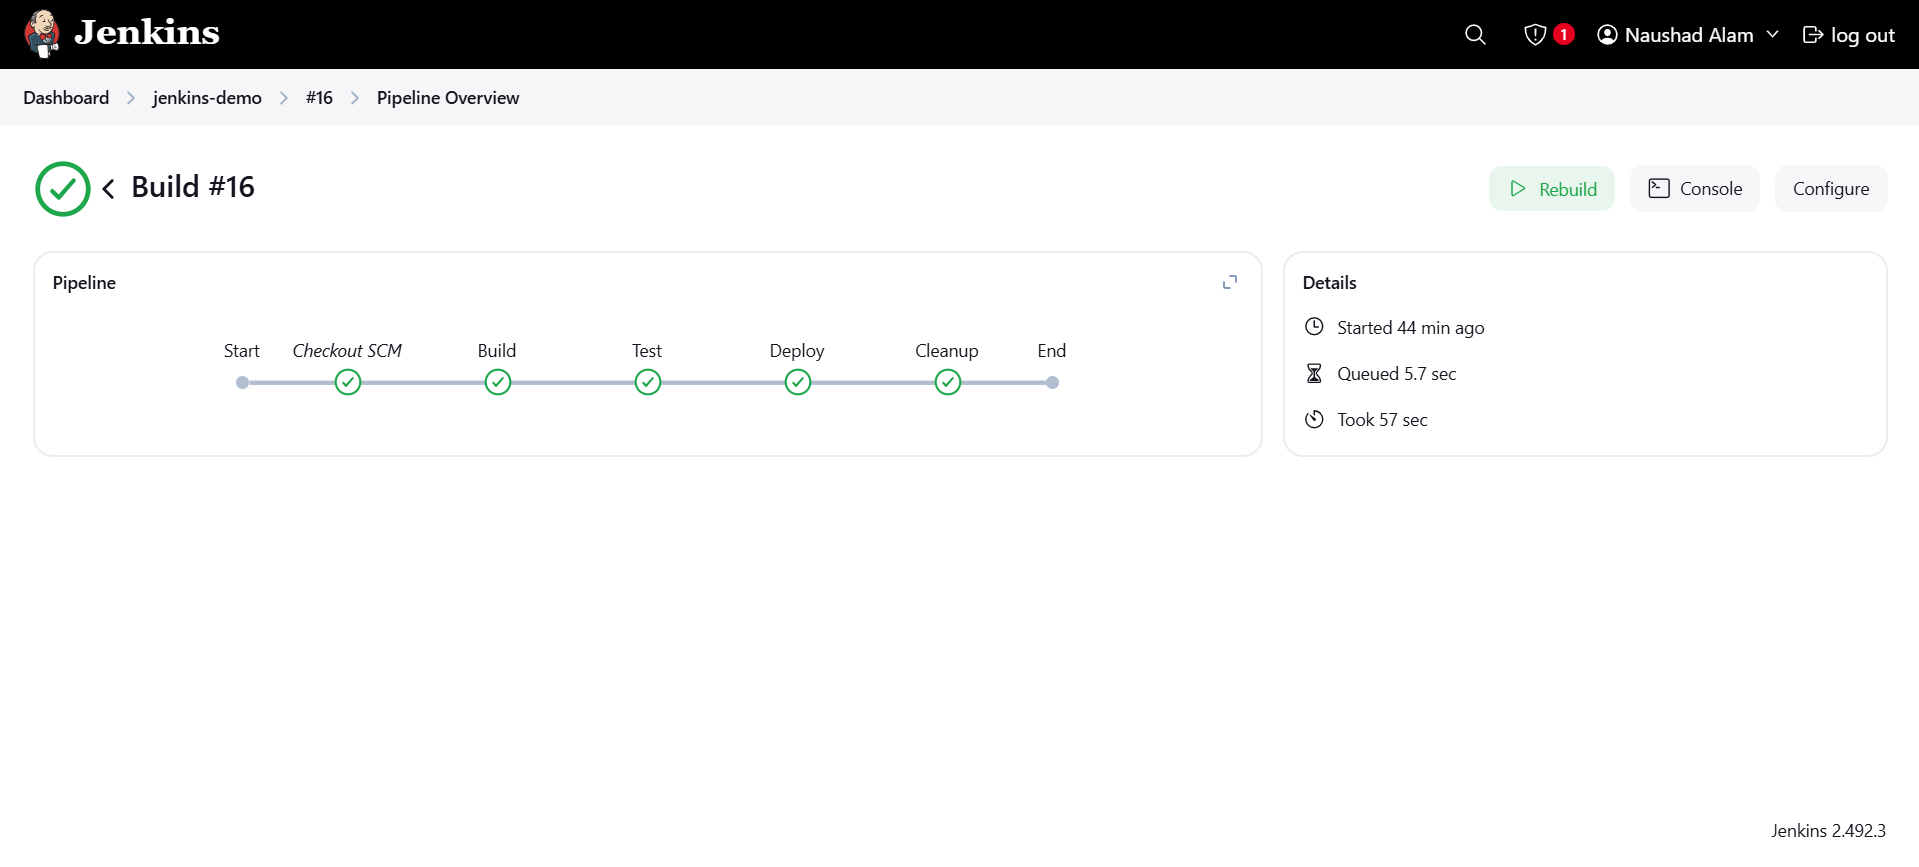 Jenkins
1
Naushad Alam
log out
Dashboard
jenkins-demo
#16
Pipeline Overview
Build #16
Rebuild
Console
Configure
Pipeline
Start
Checkout SCM
Build
Test
Deploy
Cleanup
End
Details
Started 44 min ago
Queued 5.7 sec
Took 57 sec
Jenkins 2.492.3